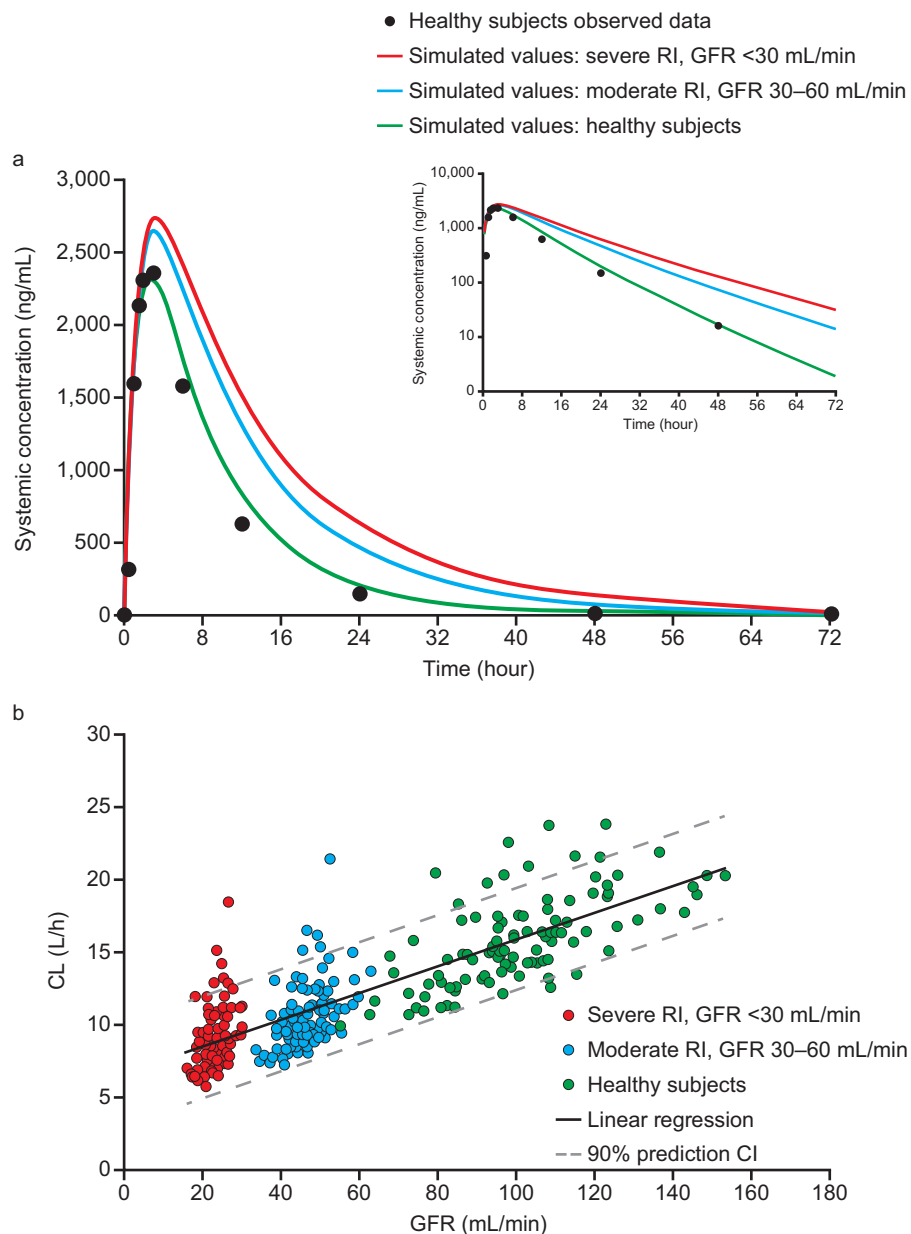 Healthy subjects observed data
Simulated values: severe RI, GFR <30 mL/min
Simulated values: moderate RI, GFR 30–60 mL/min
Simulated values: healthy subjects
a
3,000
2,500
2,000
1,500
1,000
500
0
Systemic concentration (ng/mL)
0 8 16 24 32 40 48 56 64 72
Time (hour)
10,000
1,000
100
10
0
Systemic concentration (ng/mL)
0 8 16 24 32 40 48 56 64 72
Time (hour)
b
30
25
20
15
10
5
0
CL (L/h)
Severe RI, GFR <30 mL/min
Moderate RI, GFR 30–60 mL/min
Healthy subjects
Linear regression
90% prediction CI
0 20 40 60 80 100 120 140 160 180
GFR (mL/min)